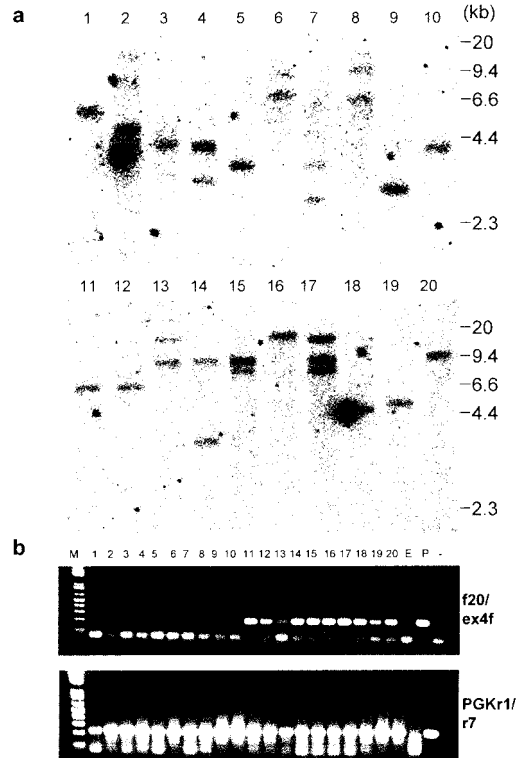 a
1 2 3 4 5 6 7 8 9 10 (kb)
-20
-9.4
-6.6
-4.4
-2.3
11 12 13 14 15 16 17 18 19 20
-20
-9.4
-6.6
-4.4
-2.3
b
M 1 2 3 4 5 6 7 8 9 10 11 12 13 14 15 16 17 18 19 20 E P -
f20/
ex4f
PGKr1/
r7